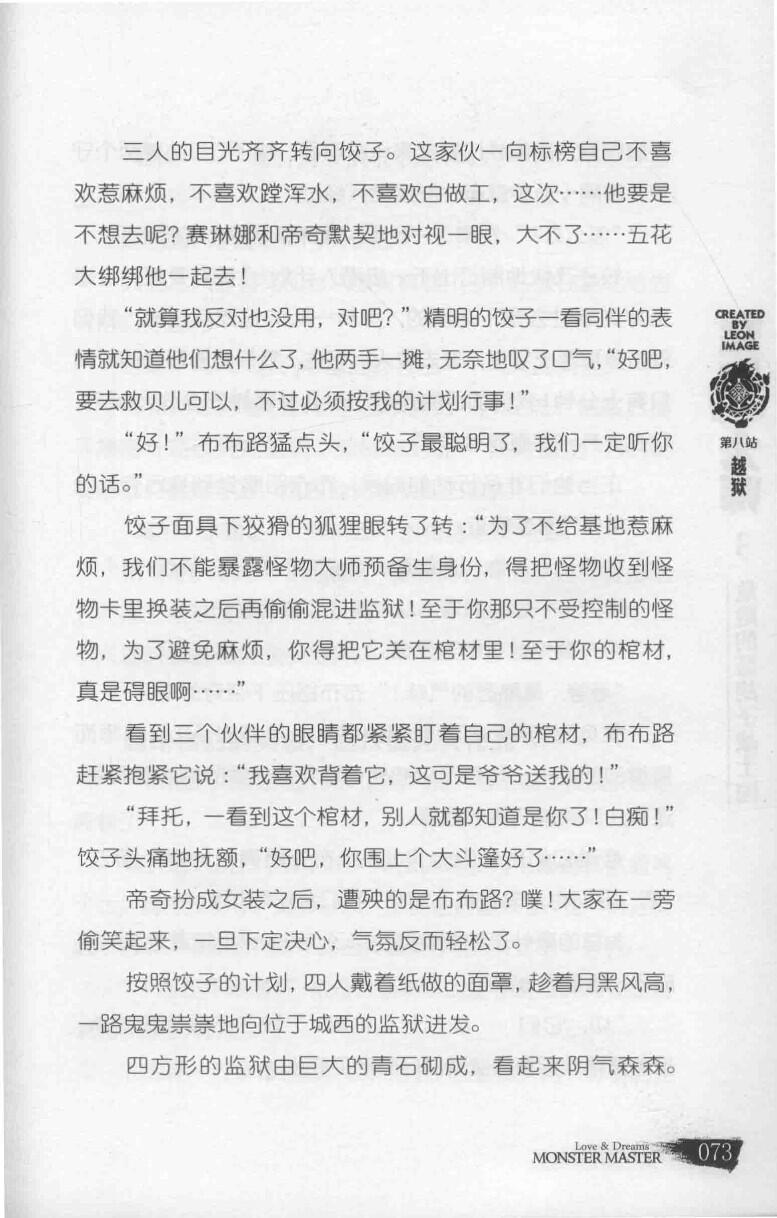 三人的目光齐齐转向饺子。这家伙一向标榜自己不喜
欢惹麻烦，不喜欢蹚浑水，不喜欢白做工，这次……他要是
不想去呢？赛琳娜和帝奇默契地对视一眼，大不了……五花
大绑绑他一起去！
“就算我反对也没用，对吧？”精明的饺子一看同伴的表
情就知道他们想什么了，他两手一摊，无奈地叹了口气，“好吧，
要去救贝儿可以，不过必须按我的计划行事！”
“好！”布布路猛点头，“饺子最聪明了，我们一定听你
的话。”
饺子面具下狡猾的狐狸眼转了转：“为了不给基地惹麻
烦，我们不能暴露怪物大师预备生身份，得把怪物收到怪
物卡里换装之后再偷偷混进监狱！至于你那只不受控制的怪
物，为了避免麻烦，你得把它关在棺材里！至于你的棺材，
真是碍眼啊……”
看到三个伙伴的眼睛都紧紧盯着自己的棺材，布布路
赶紧抱紧它说：“我喜欢背着它，这可是爷爷送我的！”
“拜托，一看到这个棺材，别人就都知道是你了！白痴！”
饺子头痛地抚额，“好吧，你围上个大斗篷好了……”
帝奇扮成女装之后，遭殃的是布布路？噗！大家在一旁
偷笑起来，一旦下定决心，气氛反而轻松了。
按照饺子的计划，四人戴着纸做的面罩，趁着月黑风高，
一路鬼鬼祟祟地向位于城西的监狱进发。
四方形的监狱由巨大的青石砌成，看起来阴气森森。
CREATED
BY
LEON
IMAGE
第八站
越狱
Love & Dreams
MONSTER MASTER
073